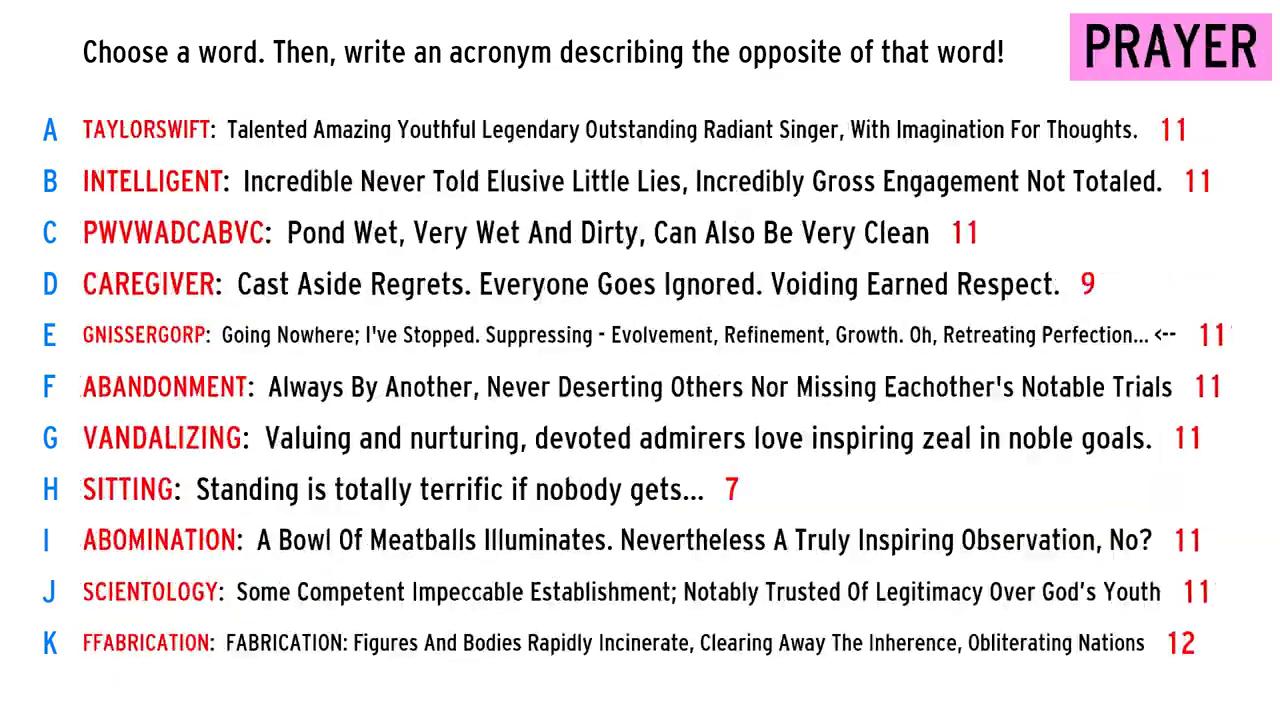 Choose a word. Then, write an acronym describing the opposite of that word!
PRAYER
A TAYLORSWIFT: Talented Amazing Youthful Legendary Outstanding Radiant Singer, With Imagination For Thoughts. 11
B INTELLIGENT: Incredible Never Told Elusive Little Lies, Incredibly Gross Engagement Not Totaled. 11
C PWVWADCABVC: Pond Wet, Very Wet And Dirty, Can Also Be Very Clean 11
D CAREGIVER: Cast Aside Regrets. Everyone Goes Ignored. Voiding Earned Respect. 9
E GNISSERGORP: Going Nowhere; I've Stopped. Suppressing - Evolvement, Refinement, Growth. Oh, Retreating Perfection... <-- 11
F ABANDONMENT: Always By Another, Never Deserting Others Nor Missing Eachother's Notable Trials 11
G VANDALIZING: Valuing and nurturing, devoted admirers love inspiring zeal in noble goals. 11
H SITTING: Standing is totally terrific if nobody gets... 7
I ABOMINATION: A Bowl Of Meatballs Illuminates. Nevertheless A Truly Inspiring Observation, No? 11
J SCIENTOLOGY: Some Competent Impeccable Establishment; Notably Trusted Of Legitimacy Over God's Youth 11
K FFABRICATION: FABRICATION: Figures And Bodies Rapidly Incinerate, Clearing Away The Inherence, Obliterating Nations 12